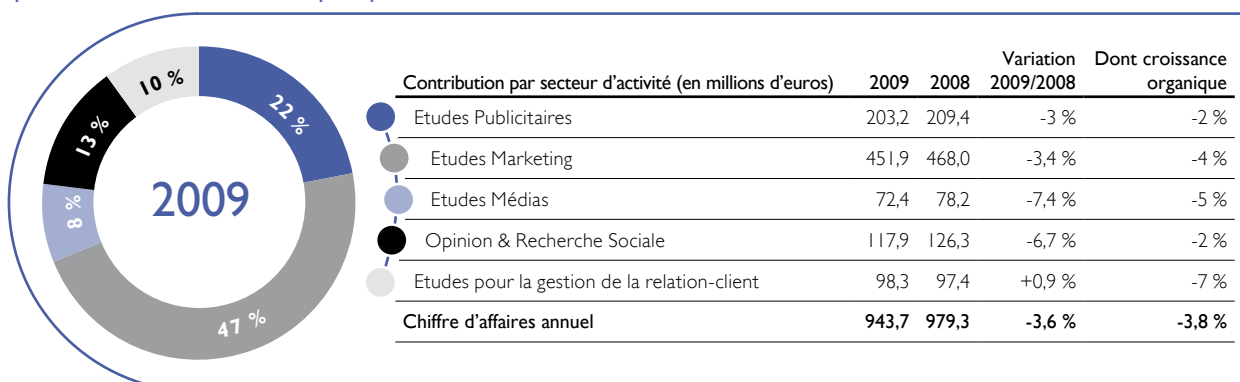 10 %
22 %
13 %
2009
8 %
47 %
Variation Dont croissance
Contribution par secteur d'activité (en millions d'euros) 2009 2008 2009/2008 organique
Etudes Publicitaires 203,2 209,4 -3 % -2 %
Etudes Marketing 451,9 468,0 -3,4 % -4 %
Etudes Médias 72,4 78,2 -7,4 % -5 %
Opinion & Recherche Sociale 117,9 126,3 -6,7 % -2 %
Etudes pour la gestion de la relation-client 98,3 97,4 +0,9 % -7 %
Chiffre d'affaires annuel 943,7 979,3 -3,6 % -3,8 %